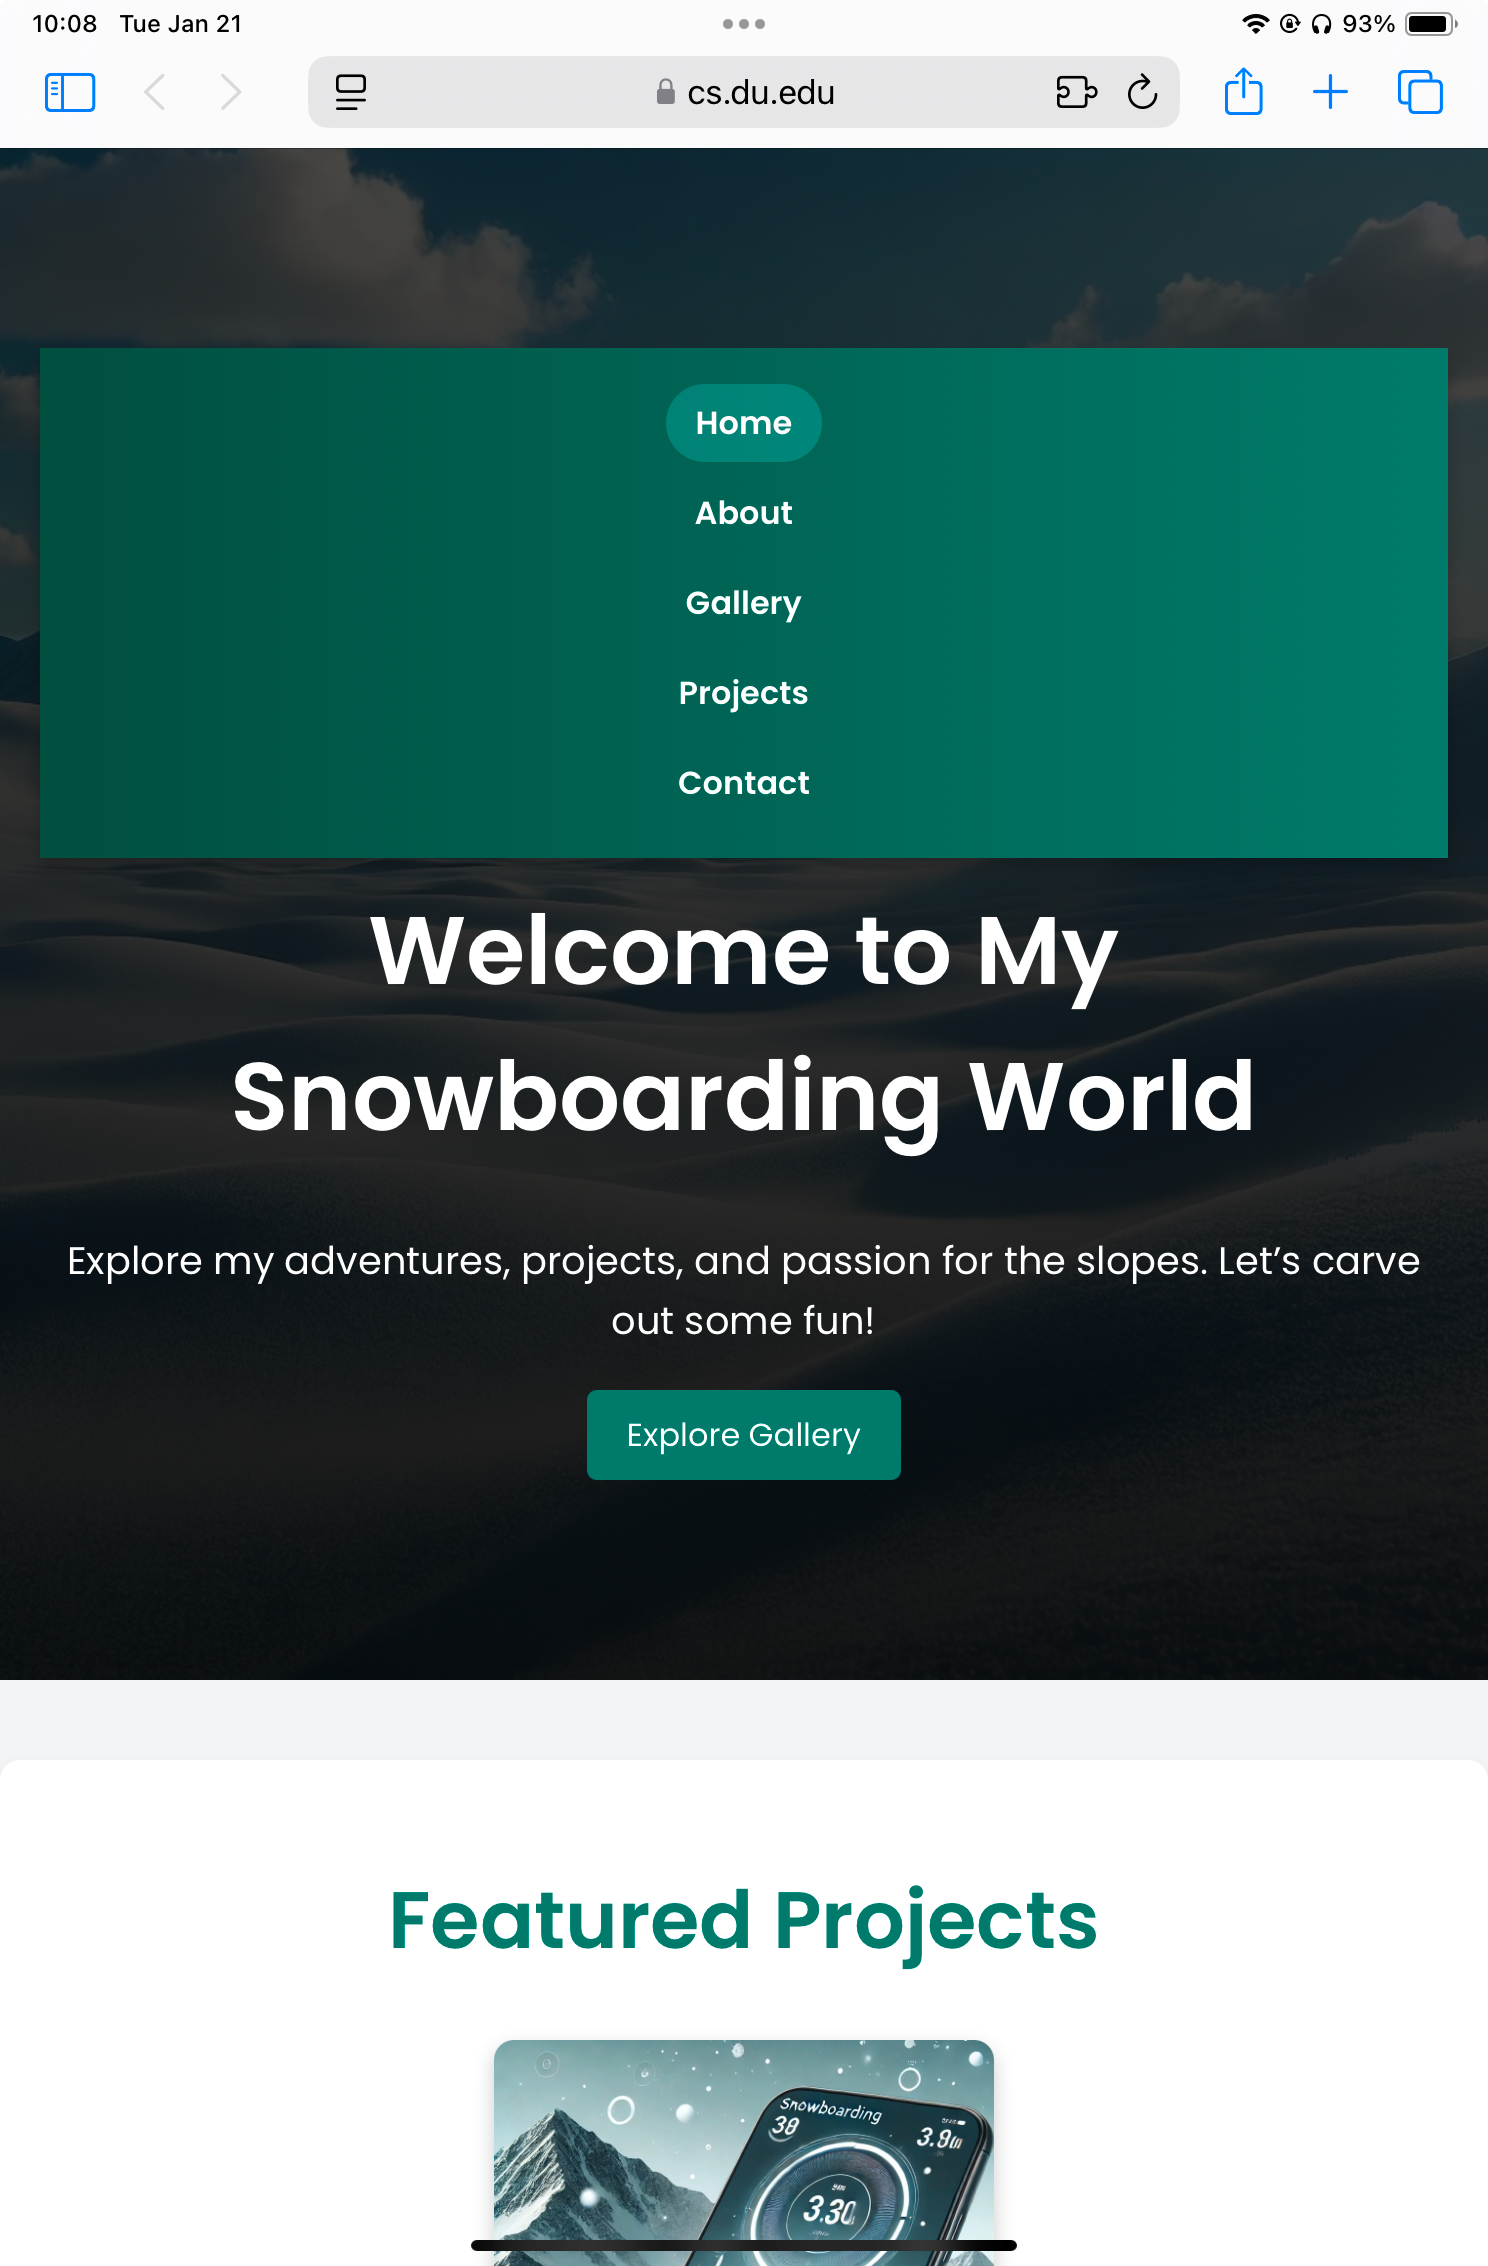 10:08 Tue Jan 21
93%
cs.du.edu
Home
About
Gallery
Projects
Contact
Welcome to My
Snowboarding World
Explore my adventures, projects, and passion for the slopes. Let’s carve
out some fun!
Explore Gallery
Featured Projects
Snowboarding
38
3.30